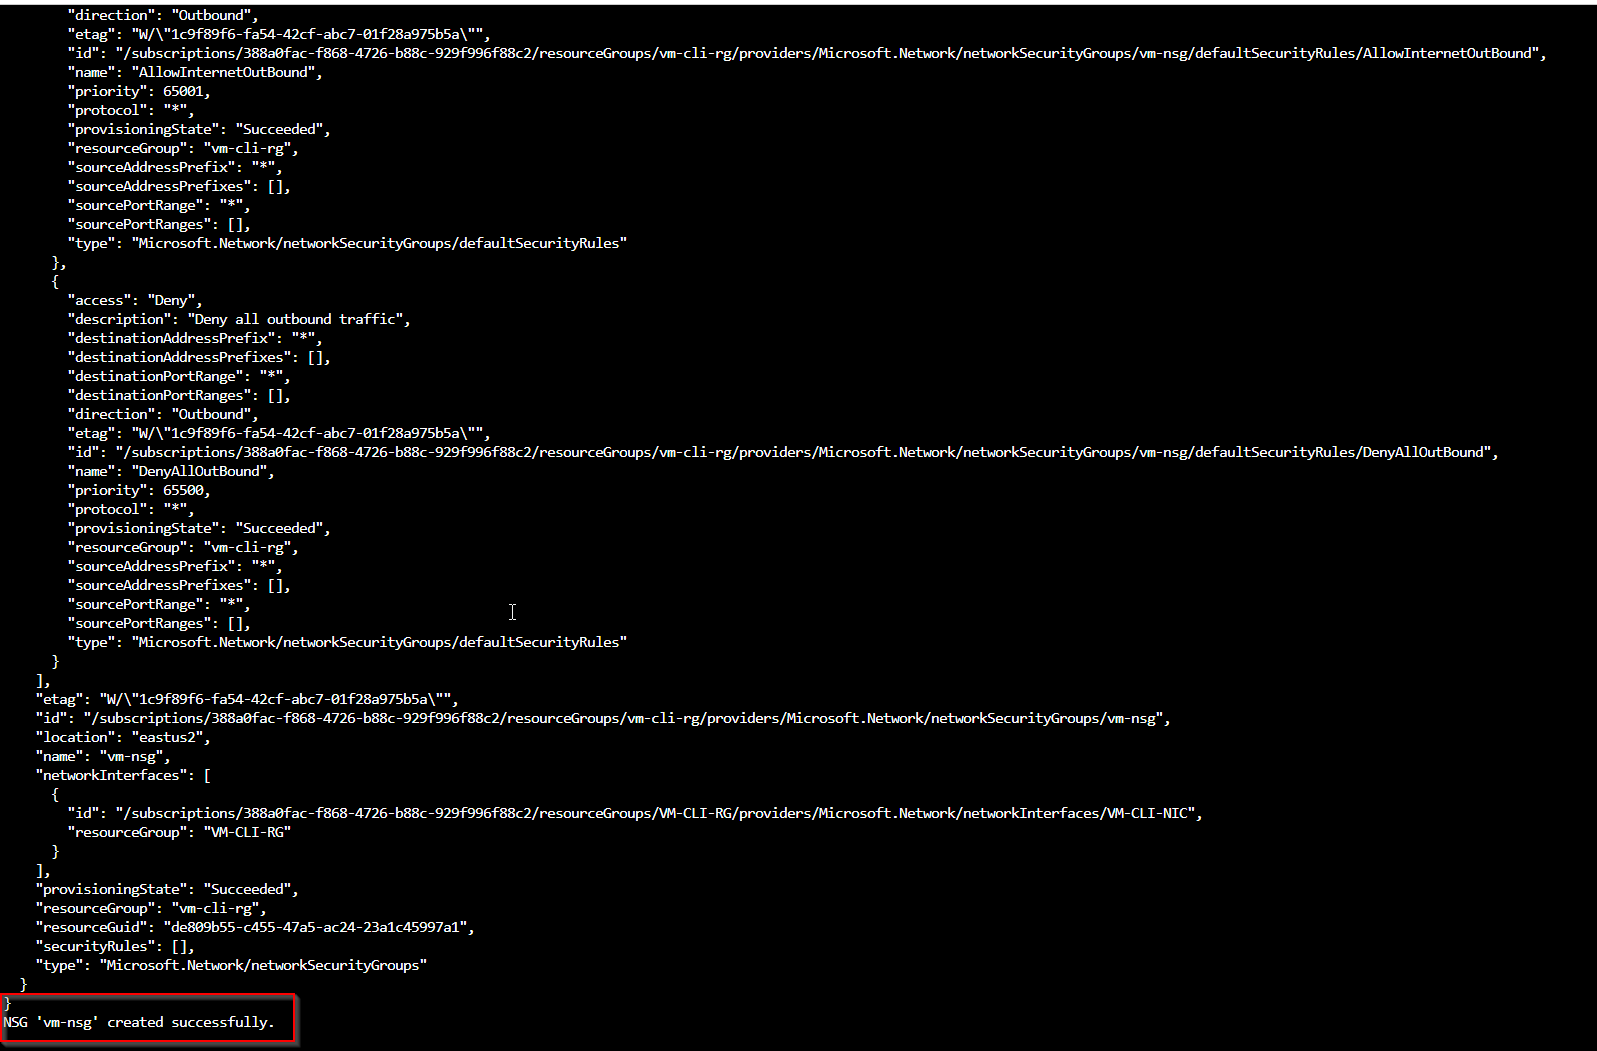 "direction": "Outbound",
"etag": "W/\"1c9f89f6-fa54-42cf-abc7-01f28a975b5a\"",
"id": "/subscriptions/388a0fac-f868-4726-b88c-929f996f88c2/resourceGroups/vm-cli-rg/providers/Microsoft.Network/networkSecurityGroups/vm-nsg/defaultSecurityRules/AllowInternetOutBound",
"name": "AllowInternetOutBound",
"priority": 65001,
"protocol": "*",
"provisioningState": "Succeeded",
"resourceGroup": "vm-cli-rg",
"sourceAddressPrefix": "*",
"sourceAddressPrefixes": [],
"sourcePortRange": "*",
"sourcePortRanges": [],
"type": "Microsoft.Network/networkSecurityGroups/defaultSecurityRules"
},
{
"access": "Deny",
"description": "Deny all outbound traffic",
"destinationAddressPrefix": "*",
"destinationAddressPrefixes": [],
"destinationPortRange": "*",
"destinationPortRanges": [],
"direction": "Outbound",
"etag": "W/\"1c9f89f6-fa54-42cf-abc7-01f28a975b5a\"",
"id": "/subscriptions/388a0fac-f868-4726-b88c-929f996f88c2/resourceGroups/vm-cli-rg/providers/Microsoft.Network/networkSecurityGroups/vm-nsg/defaultSecurityRules/DenyAllOutBound",
"name": "DenyAllOutBound",
"priority": 65500,
"protocol": "*",
"provisioningState": "Succeeded",
"resourceGroup": "vm-cli-rg",
"sourceAddressPrefix": "*",
"sourceAddressPrefixes": [],
"sourcePortRange": "*",
"sourcePortRanges": [],
"type": "Microsoft.Network/networkSecurityGroups/defaultSecurityRules"
}
],
"etag": "W/\"1c9f89f6-fa54-42cf-abc7-01f28a975b5a\"",
"id": "/subscriptions/388a0fac-f868-4726-b88c-929f996f88c2/resourceGroups/vm-cli-rg/providers/Microsoft.Network/networkSecurityGroups/vm-nsg",
"location": "eastus2",
"name": "vm-nsg",
"networkInterfaces": [
{
"id": "/subscriptions/388a0fac-f868-4726-b88c-929f996f88c2/resourceGroups/VM-CLI-RG/providers/Microsoft.Network/networkInterfaces/VM-CLI-NIC",
"resourceGroup": "VM-CLI-RG"
}
],
"provisioningState": "Succeeded",
"resourceGroup": "vm-cli-rg",
"resourceGuid": "de809b55-c455-47a5-ac24-23a1c45997a1",
"securityRules": [],
"type": "Microsoft.Network/networkSecurityGroups"
}
}
NSG 'vm-nsg' created successfully.